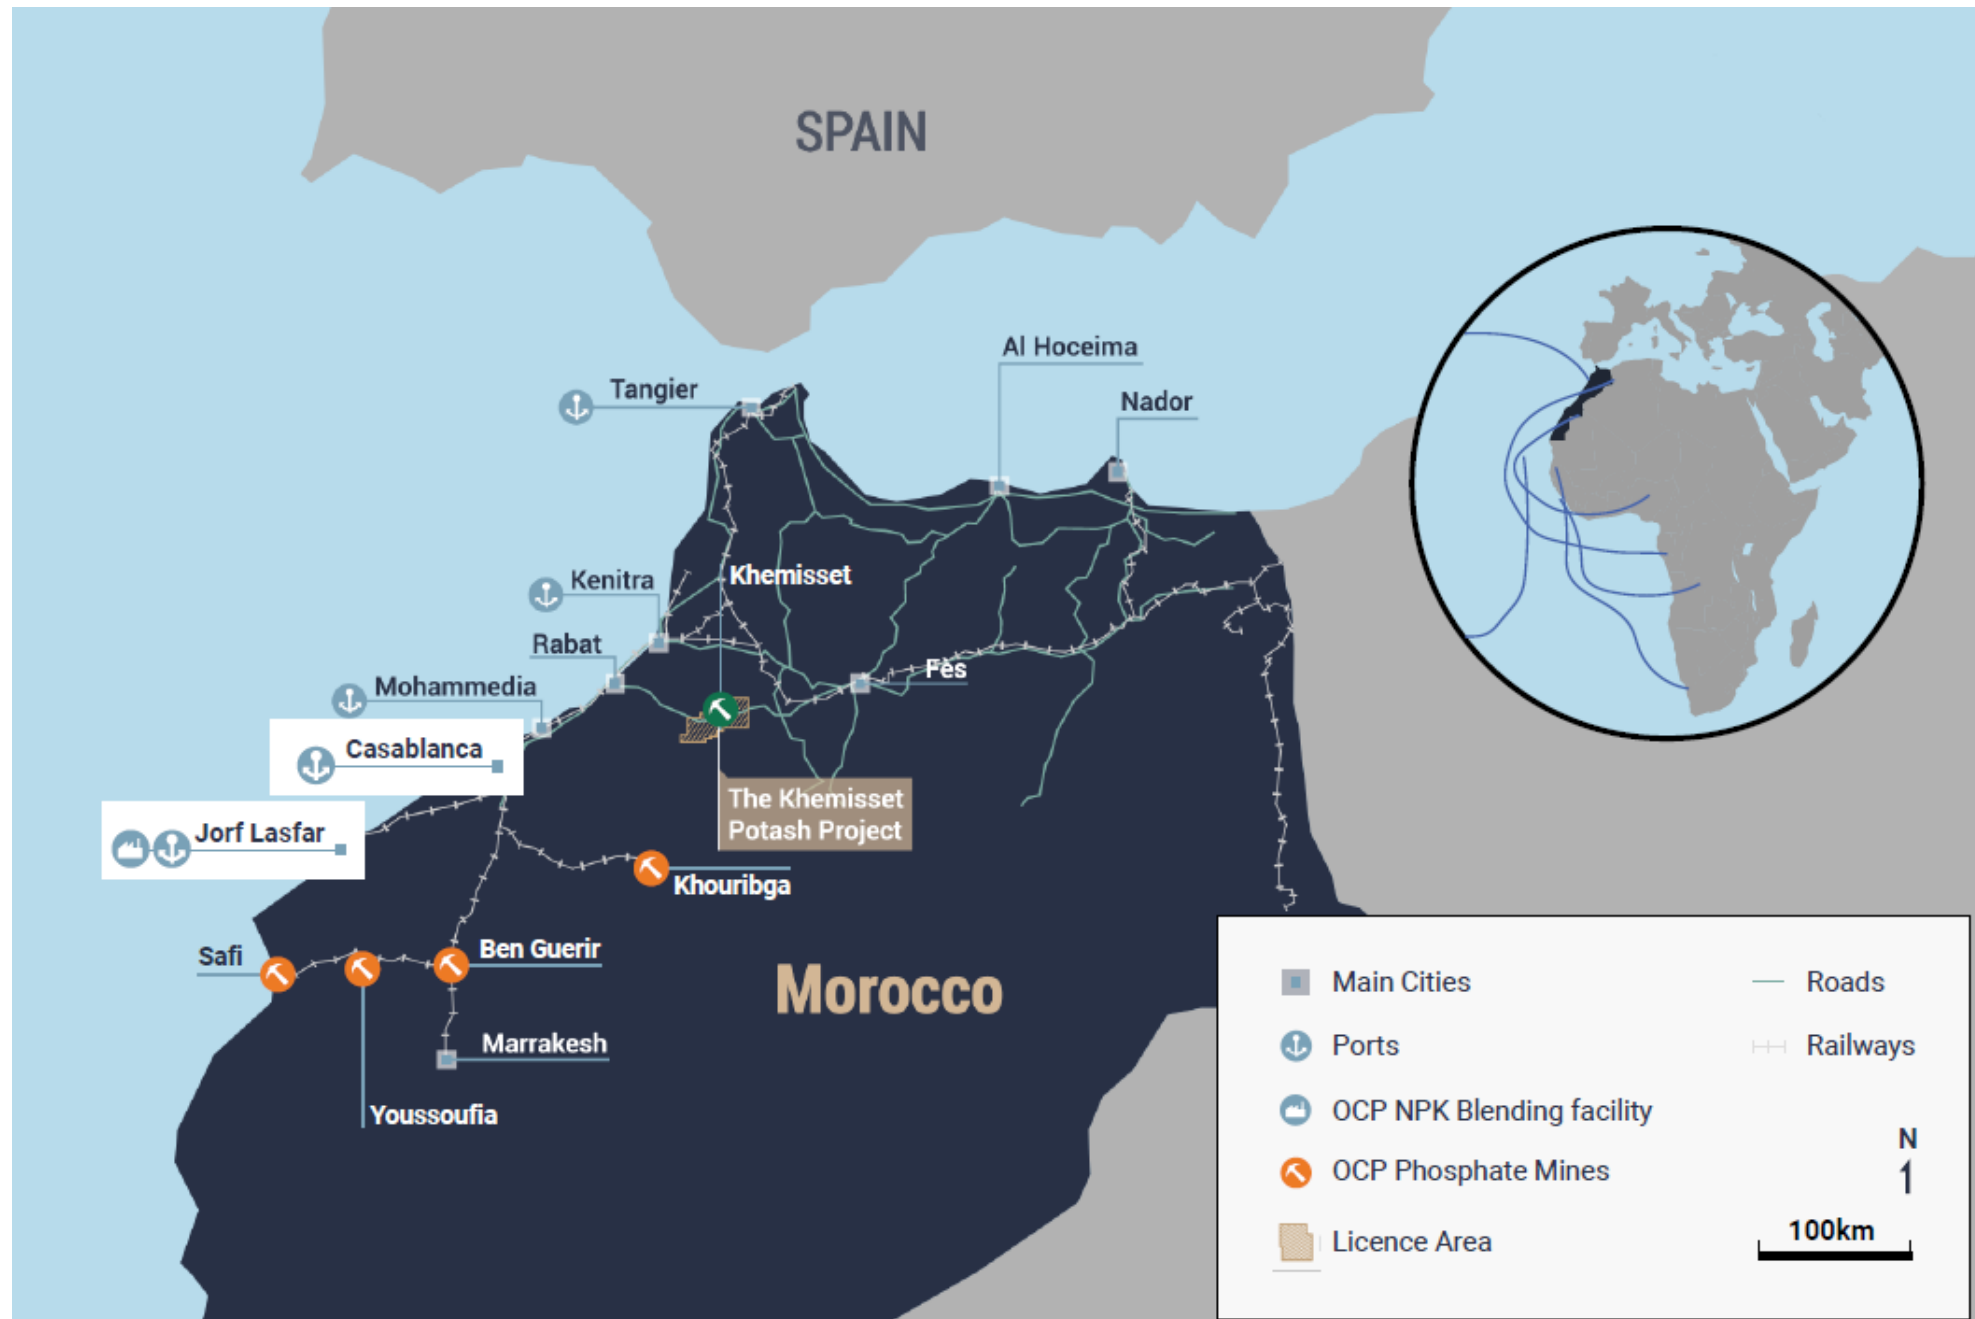 SPAIN
Al Hoceima
Tangier
Nador
Khemisset
Kenitra
Rabat
Fès
Mohammedia
Casablanca
The Khemisset
Potash Project
Jorf Lasfar
Khouribga
Safi
Ben Guerir
Morocco
Marrakesh
Youssoufia
Main Cities
Roads
Ports
Railways
OCP NPK Blending facility
N
OCP Phosphate Mines
100km
Licence Area